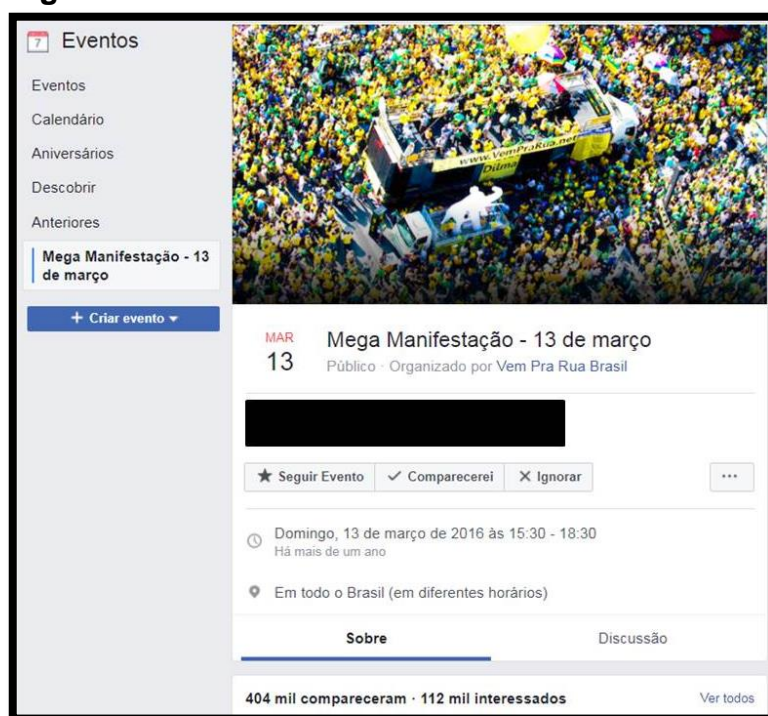 7 Eventos
Eventos
Calendário
Aniversários
Descobrir
Anteriores
Mega Manifestação - 13
de março
+ Criar evento
www.VemPraRua.net
Dilma
MAR
13
Mega Manifestação - 13 de março
Público · Organizado por Vem Pra Rua Brasil
Seguir Evento Comparecerei Ignorar ...
Domingo, 13 de março de 2016 às 15:30 - 18:30
Há mais de um ano
Em todo o Brasil (em diferentes horários)
Sobre Discussão
404 mil compareceram · 112 mil interessados Ver todos